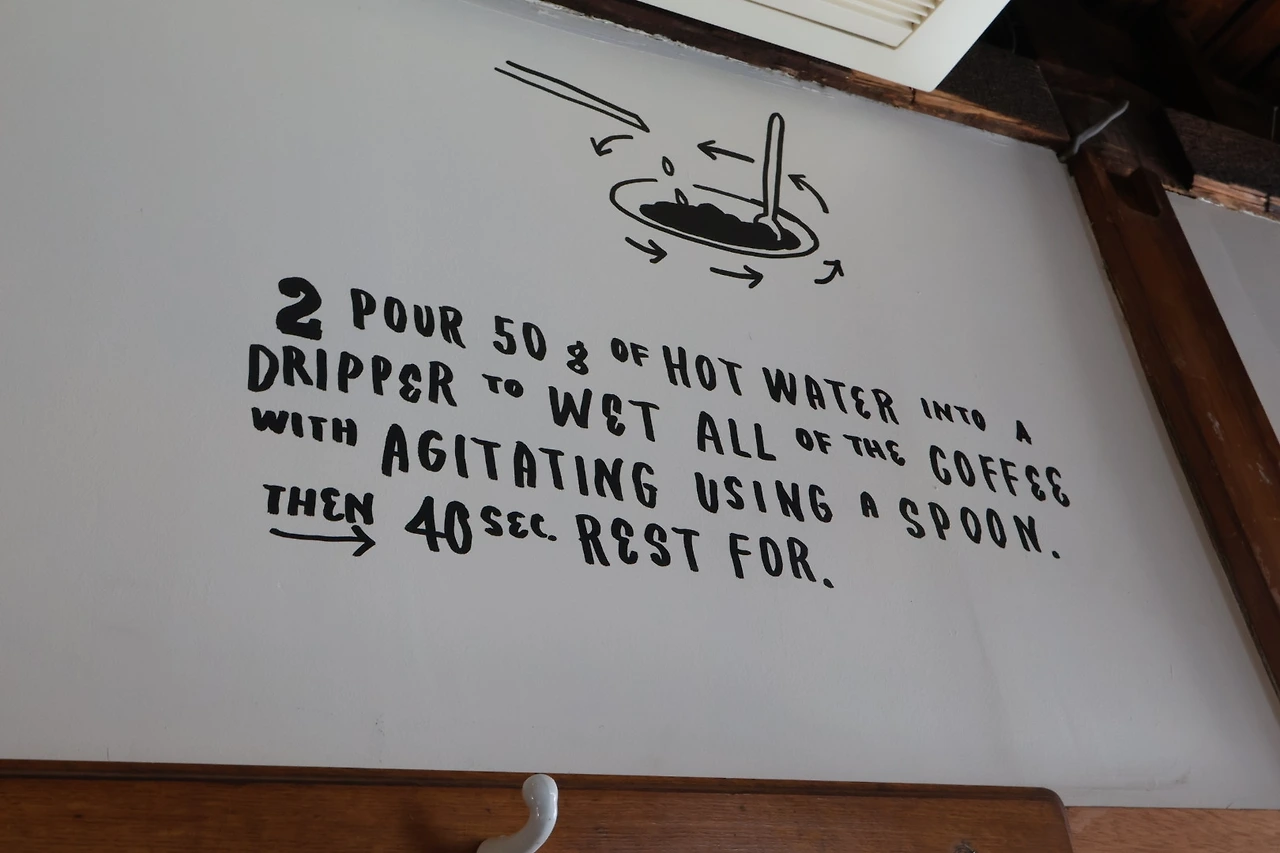 2 POUR 50 g OF HOT WATER INTO A
DRIPPER TO WET ALL OF THE COFFEE
WITH AGITATING USING A SPOON.
THEN 40 SEC. REST FOR.